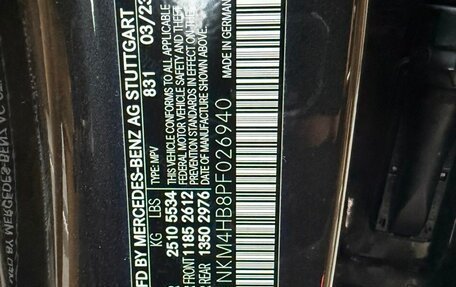 FD BY MERCEDES-BENZ AG STUTTGART
831 03/23
KG LBS TYPE: MPV
2510 5534 THIS VEHICLE CONFORMS TO ALL APPLICABLE
FEDERAL MOTOR VEHICLE SAFETY AND THEFT
FRONT 1185 2612 PREVENTION STANDARDS IN EFFECT ON THE
REAR 1350 2976 DATE OF MANUFACTURE SHOWN ABOVE.
NKM4HB8PF026940
MADE IN GERMANY